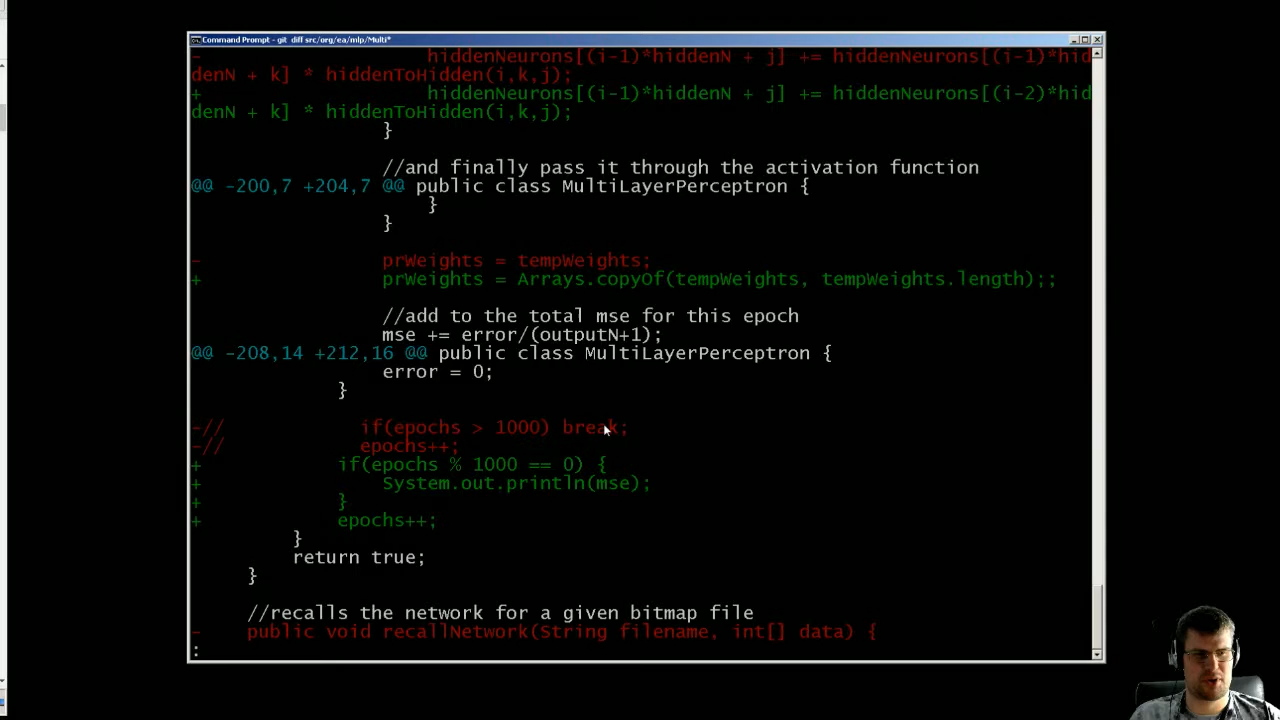 Command Prompt - git diff src/org/ea/mlp/Multi*
- hiddenNeurons[(i-1)*hiddenN + j] += hiddenNeurons[(i-1)*hid
denN + k] * hiddenToHidden(i,k,j);
+ hiddenNeurons[(i-1)*hiddenN + j] += hiddenNeurons[(i-2)*hid
denN + k] * hiddenToHidden(i,k,j);
}
//and finally pass it through the activation function
@@ -200,7 +204,7 @@ public class MultiLayerPerceptron {
}
}
- prWeights = tempWeights;
+ prWeights = Arrays.copyOf(tempWeights, tempWeights.length);;
//add to the total mse for this epoch
mse += error/(outputN+1);
@@ -208,14 +212,16 @@ public class MultiLayerPerceptron {
error = 0;
}
-// if(epochs > 1000) break;
-// epochs++;
+ if(epochs % 1000 == 0) {
+ System.out.println(mse);
+ }
+ epochs++;
}
return true;
}
//recalls the network for a given bitmap file
- public void recallNetwork(String filename, int[] data) {
: